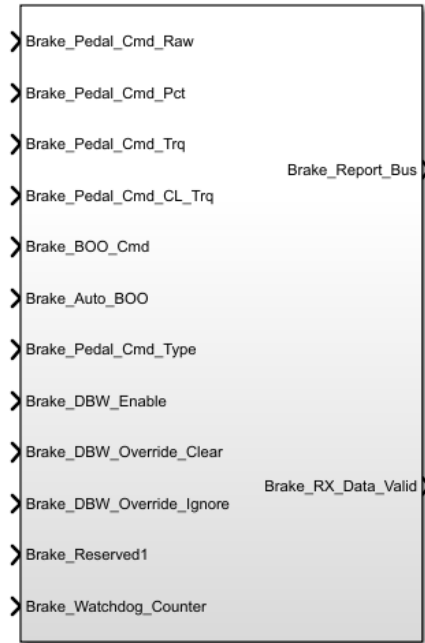 Brake_Pedal_Cmd_Raw
Brake_Pedal_Cmd_Pct
Brake_Pedal_Cmd_Trq
Brake_Report_Bus
Brake_Pedal_Cmd_CL_Trq
Brake_BOO_Cmd
Brake_Auto_BOO
Brake_Pedal_Cmd_Type
Brake_DBW_Enable
Brake_DBW_Override_Clear
Brake_RX_Data_Valid
Brake_DBW_Override_Ignore
Brake_Reserved1
Brake_Watchdog_Counter